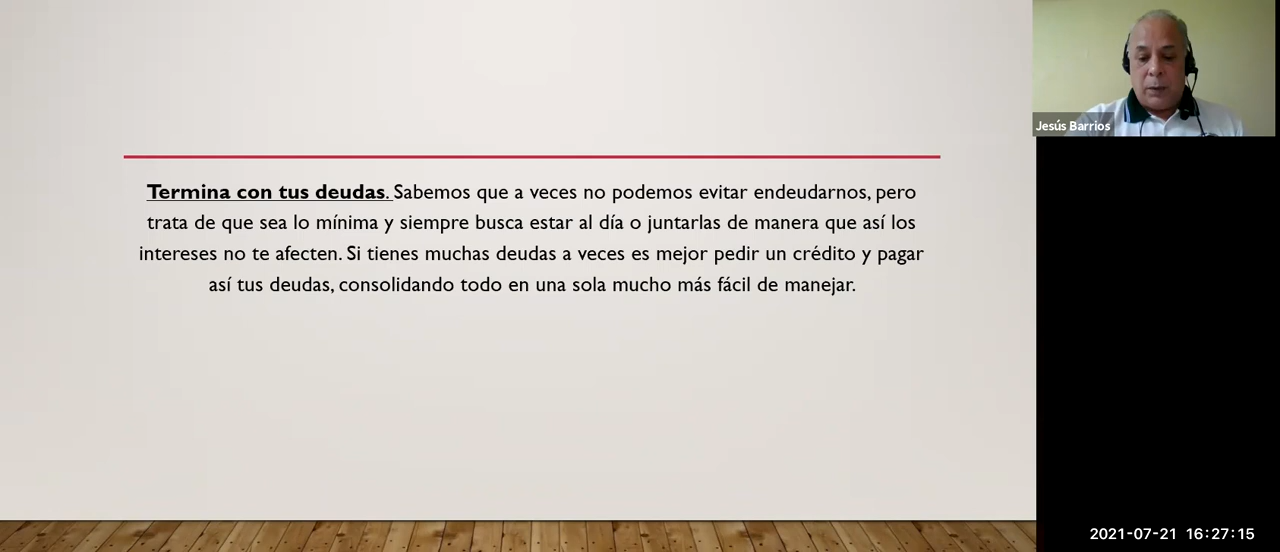 Termina con tus deudas. Sabemos que a veces no podemos evitar endeudarnos, pero
trata de que sea lo mínima y siempre busca estar al día o juntarlas de manera que así los
intereses no te afecten. Si tienes muchas deudas a veces es mejor pedir un crédito y pagar
así tus deudas, consolidando todo en una sola mucho más fácil de manejar.
Jesús Barrios
2021-07-21 16:27:15